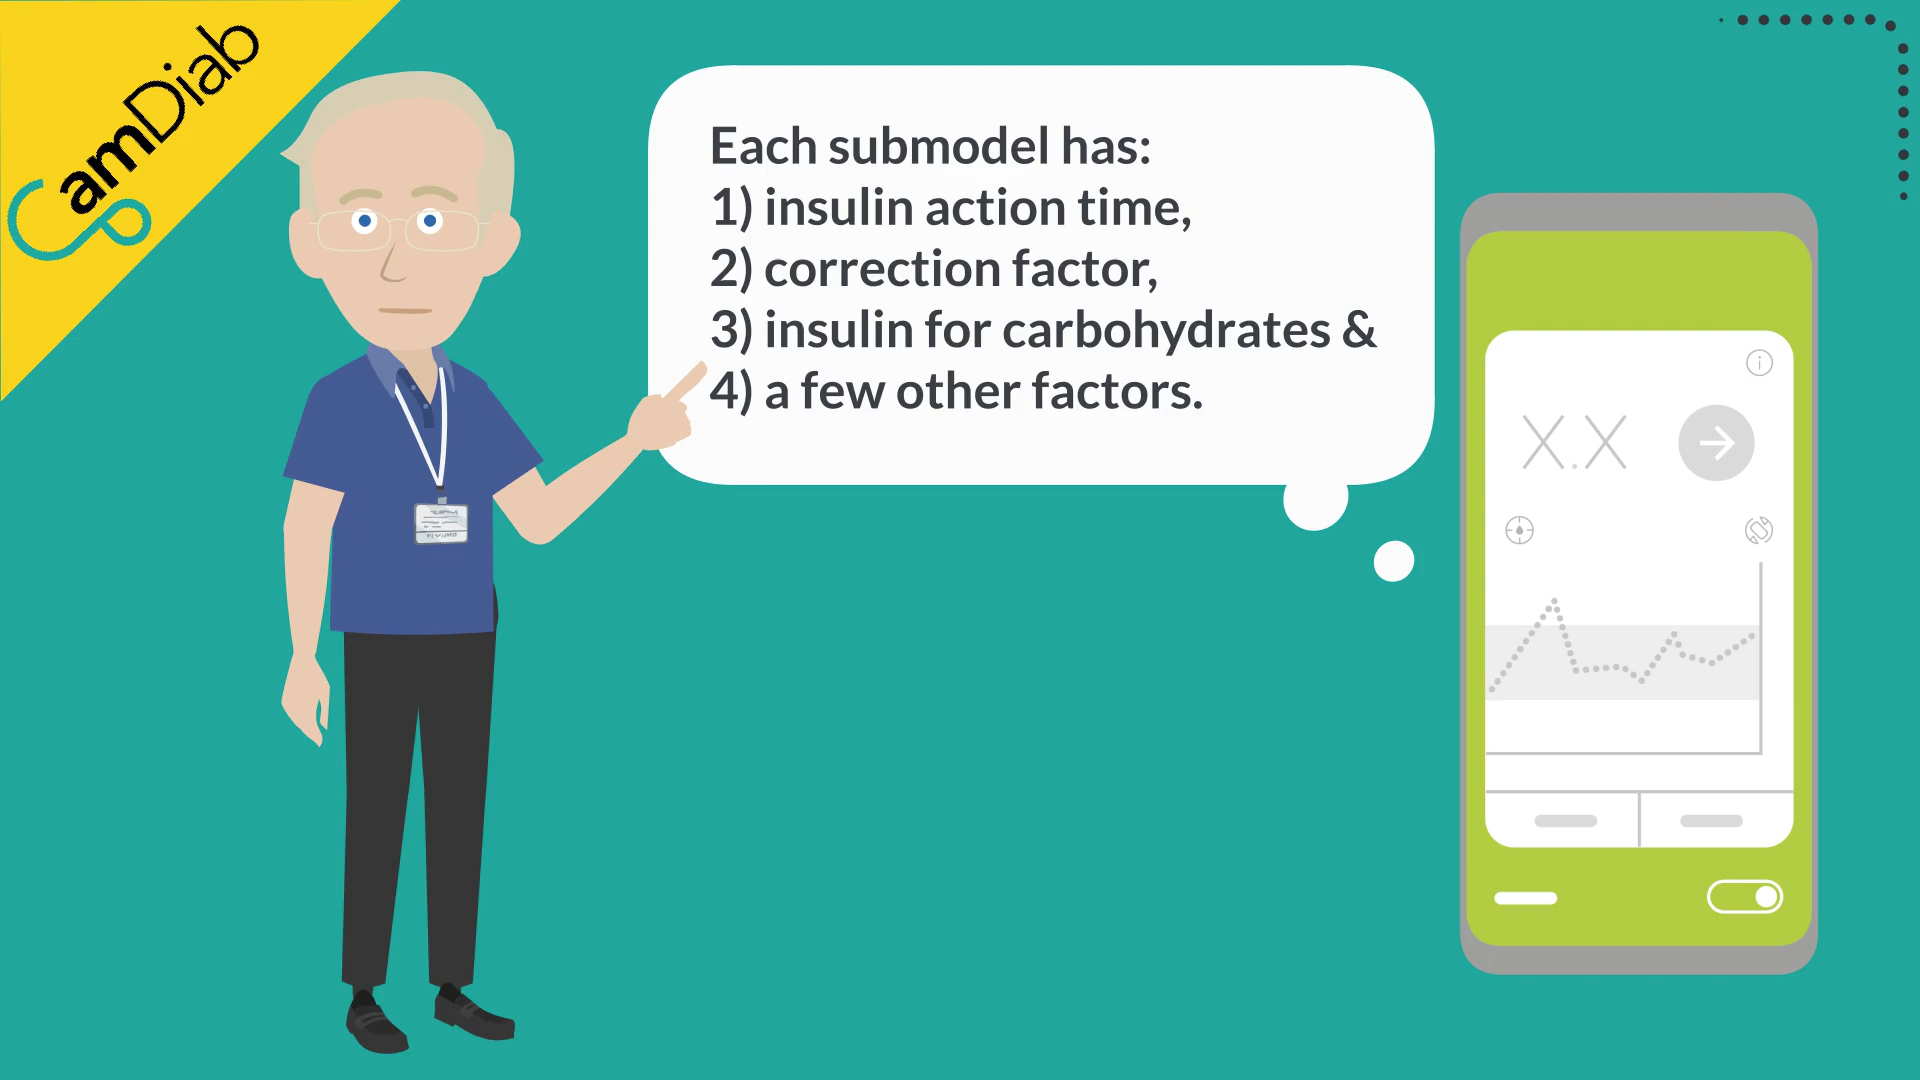 CamDiab
Each submodel has:
1) insulin action time,
2) correction factor,
3) insulin for carbohydrates &
4) a few other factors.
X.X